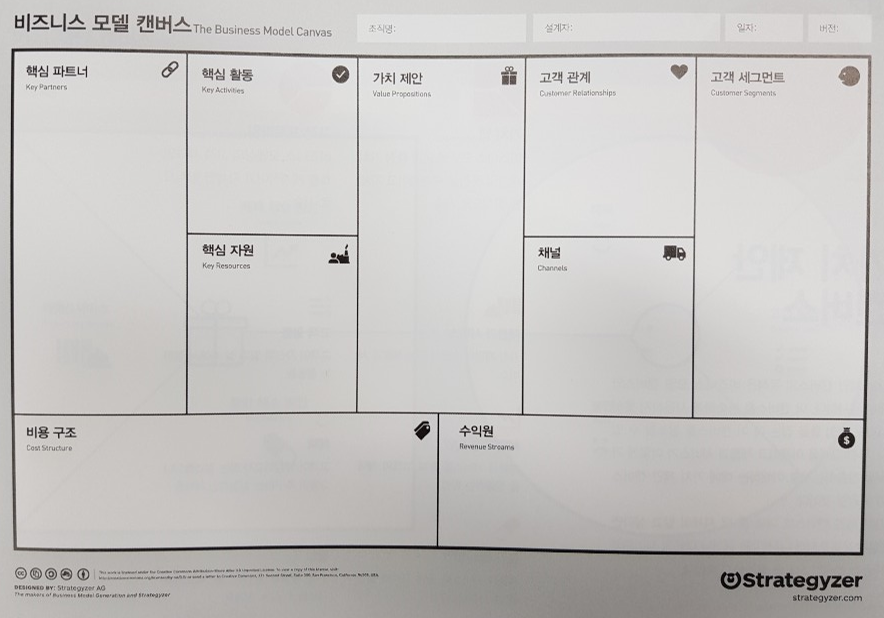 비즈니스 모델 캔버스 The Business Model Canvas
조직명:
설계자:
일자:
버전:
핵심 파트너
Key Partners
핵심 활동
Key Activities
가치 제안
Value Propositions
고객 관계
Customer Relationships
고객 세그먼트
Customer Segments
핵심 자원
Key Resources
채널
Channels
비용 구조
Cost Structure
수익원
Revenue Streams
DESIGNED BY: Strategyzer AG
The makers of Business Model Generation and Strategyzer
Strategyzer
strategyzer.com